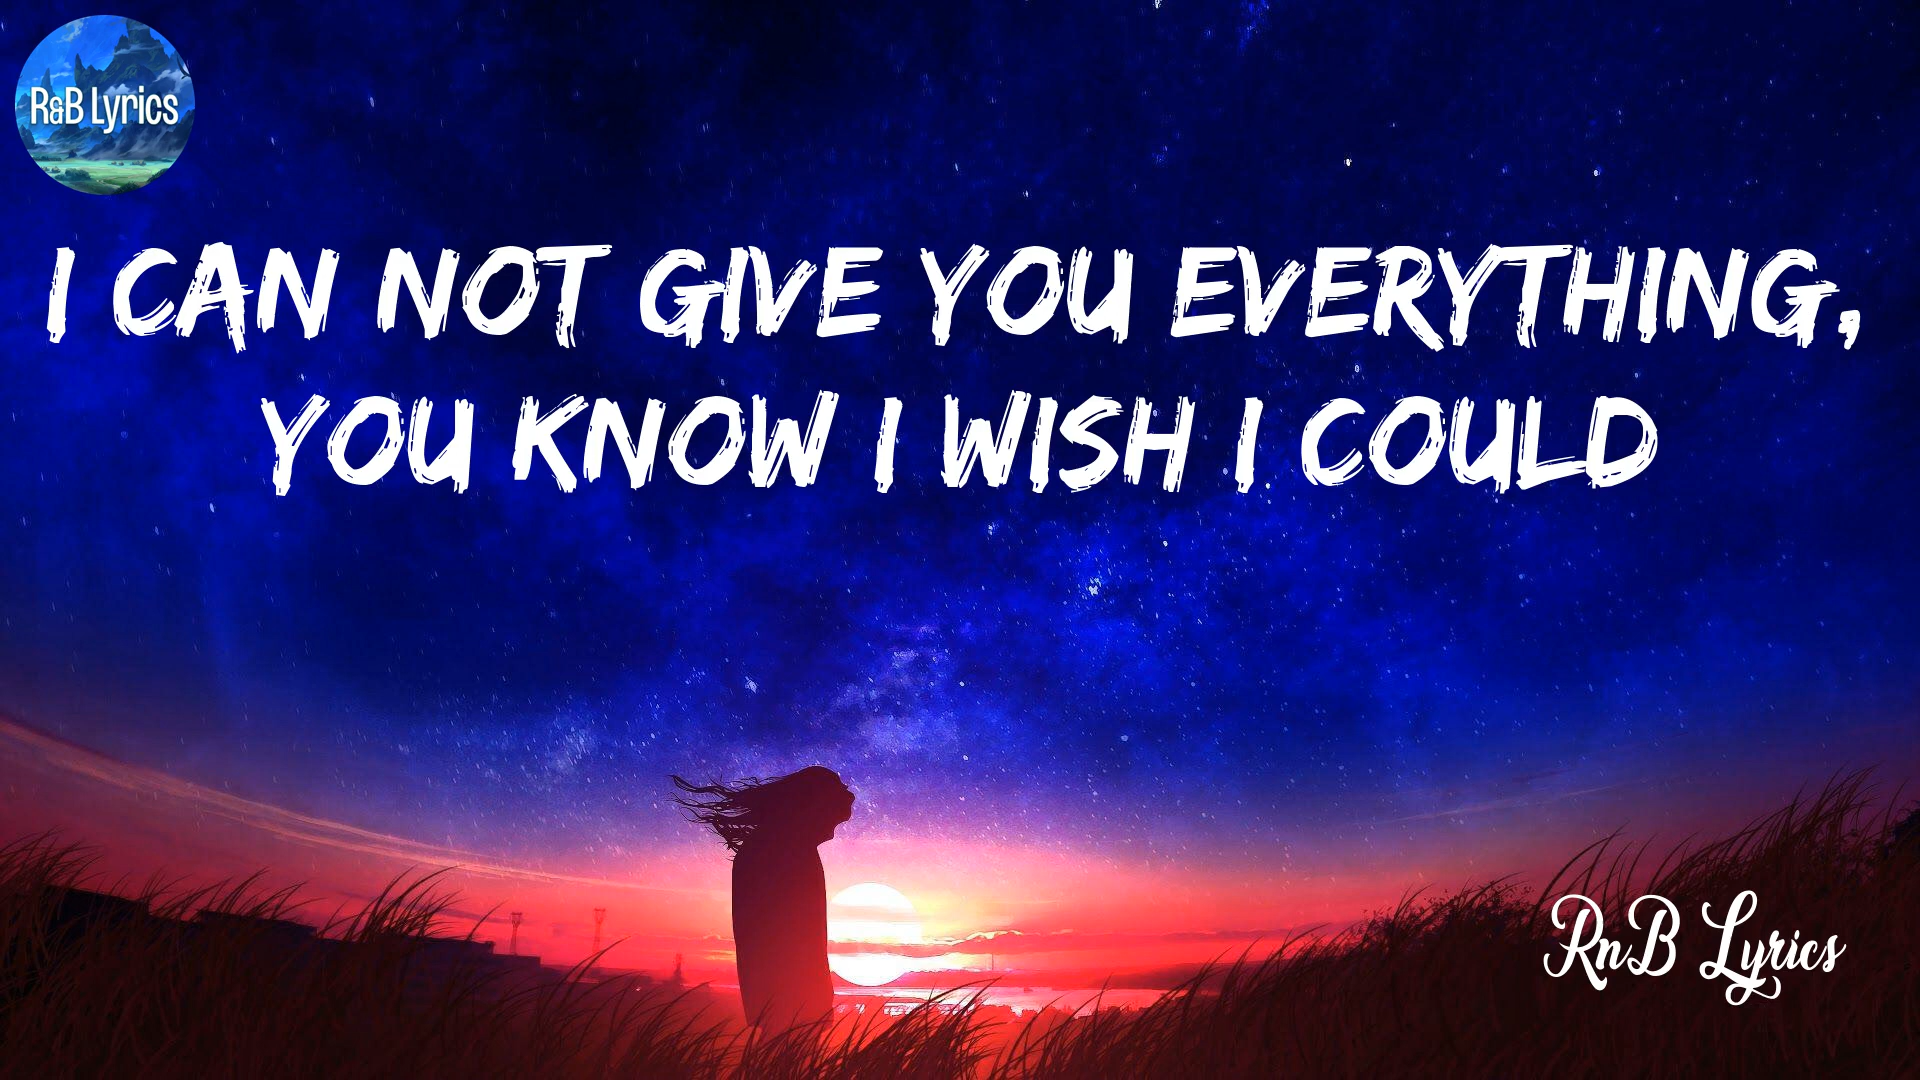 R&B Lyrics
I CAN NOT GIVE YOU EVERYTHING,
YOU KNOW I WISH I COULD
RnB Lyrics